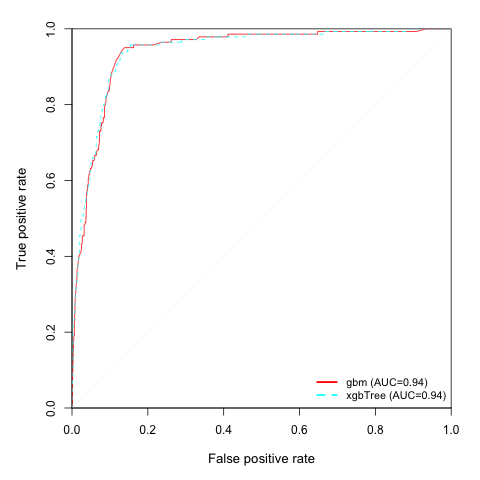 1.0
0.8
0.6
0.4
0.2
0.0
True positive rate
gbm (AUC=0.94)
xgbTree (AUC=0.94)
0.0 0.2 0.4 0.6 0.8 1.0
False positive rate